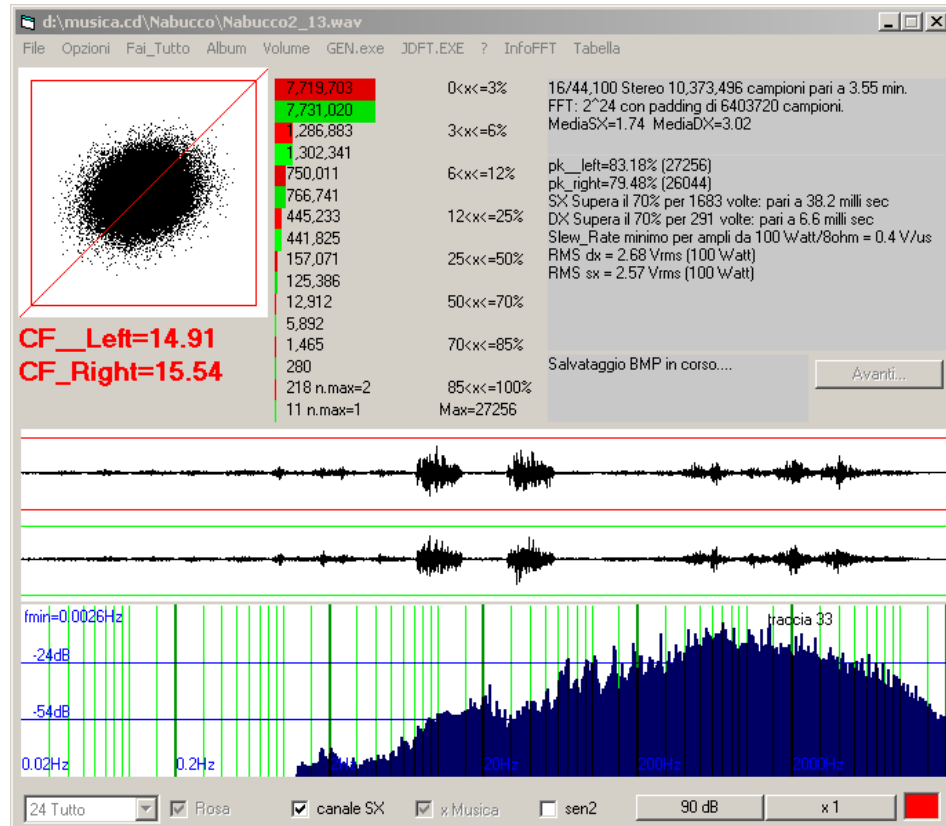 d:\musica.cd\Nabucco\Nabucco2_13.wav
File Opzioni Fai_Tutto Album Volume GEN.exe JDFT.EXE ? InfoFFT Tabella
7,719,703 0<x<=3%
7,731,020
1,286,883 3<x<=6%
1,302,341
750,011 6<x<=12%
766,741
445,233 12<x<=25%
441,825
157,071 25<x<=50%
125,386
12,912 50<x<=70%
5,892
1,465 70<x<=85%
280
218 n.max=2 85<x<=100%
11 n.max=1 Max=27256
16/44,100 Stereo 10,373,496 campioni pari a 3.55 min.
FFT: 2^24 con padding di 6403720 campioni.
MediaSX=1.74 MediaDX=3.02
pk__left=83.18% (27256)
pk_right=79.48% (26044)
SX Supera il 70% per 1683 volte: pari a 38.2 milli sec
DX Supera il 70% per 291 volte: pari a 6.6 milli sec
Slew_Rate minimo per ampli da 100 Watt/8ohm = 0.4 V/us
RMS dx = 2.68 Vrms (100 Watt)
RMS sx = 2.57 Vrms (100 Watt)
CF__Left=14.91
CF_Right=15.54
Salvataggio BMP in corso....
Avanti...
fmin=0.0026Hz
traccia 33
-24dB
-54dB
0.02Hz 0.2Hz 20Hz 200Hz 2000Hz
24 Tutto Rosa canale SX x Musica sen2 90 dB x 1